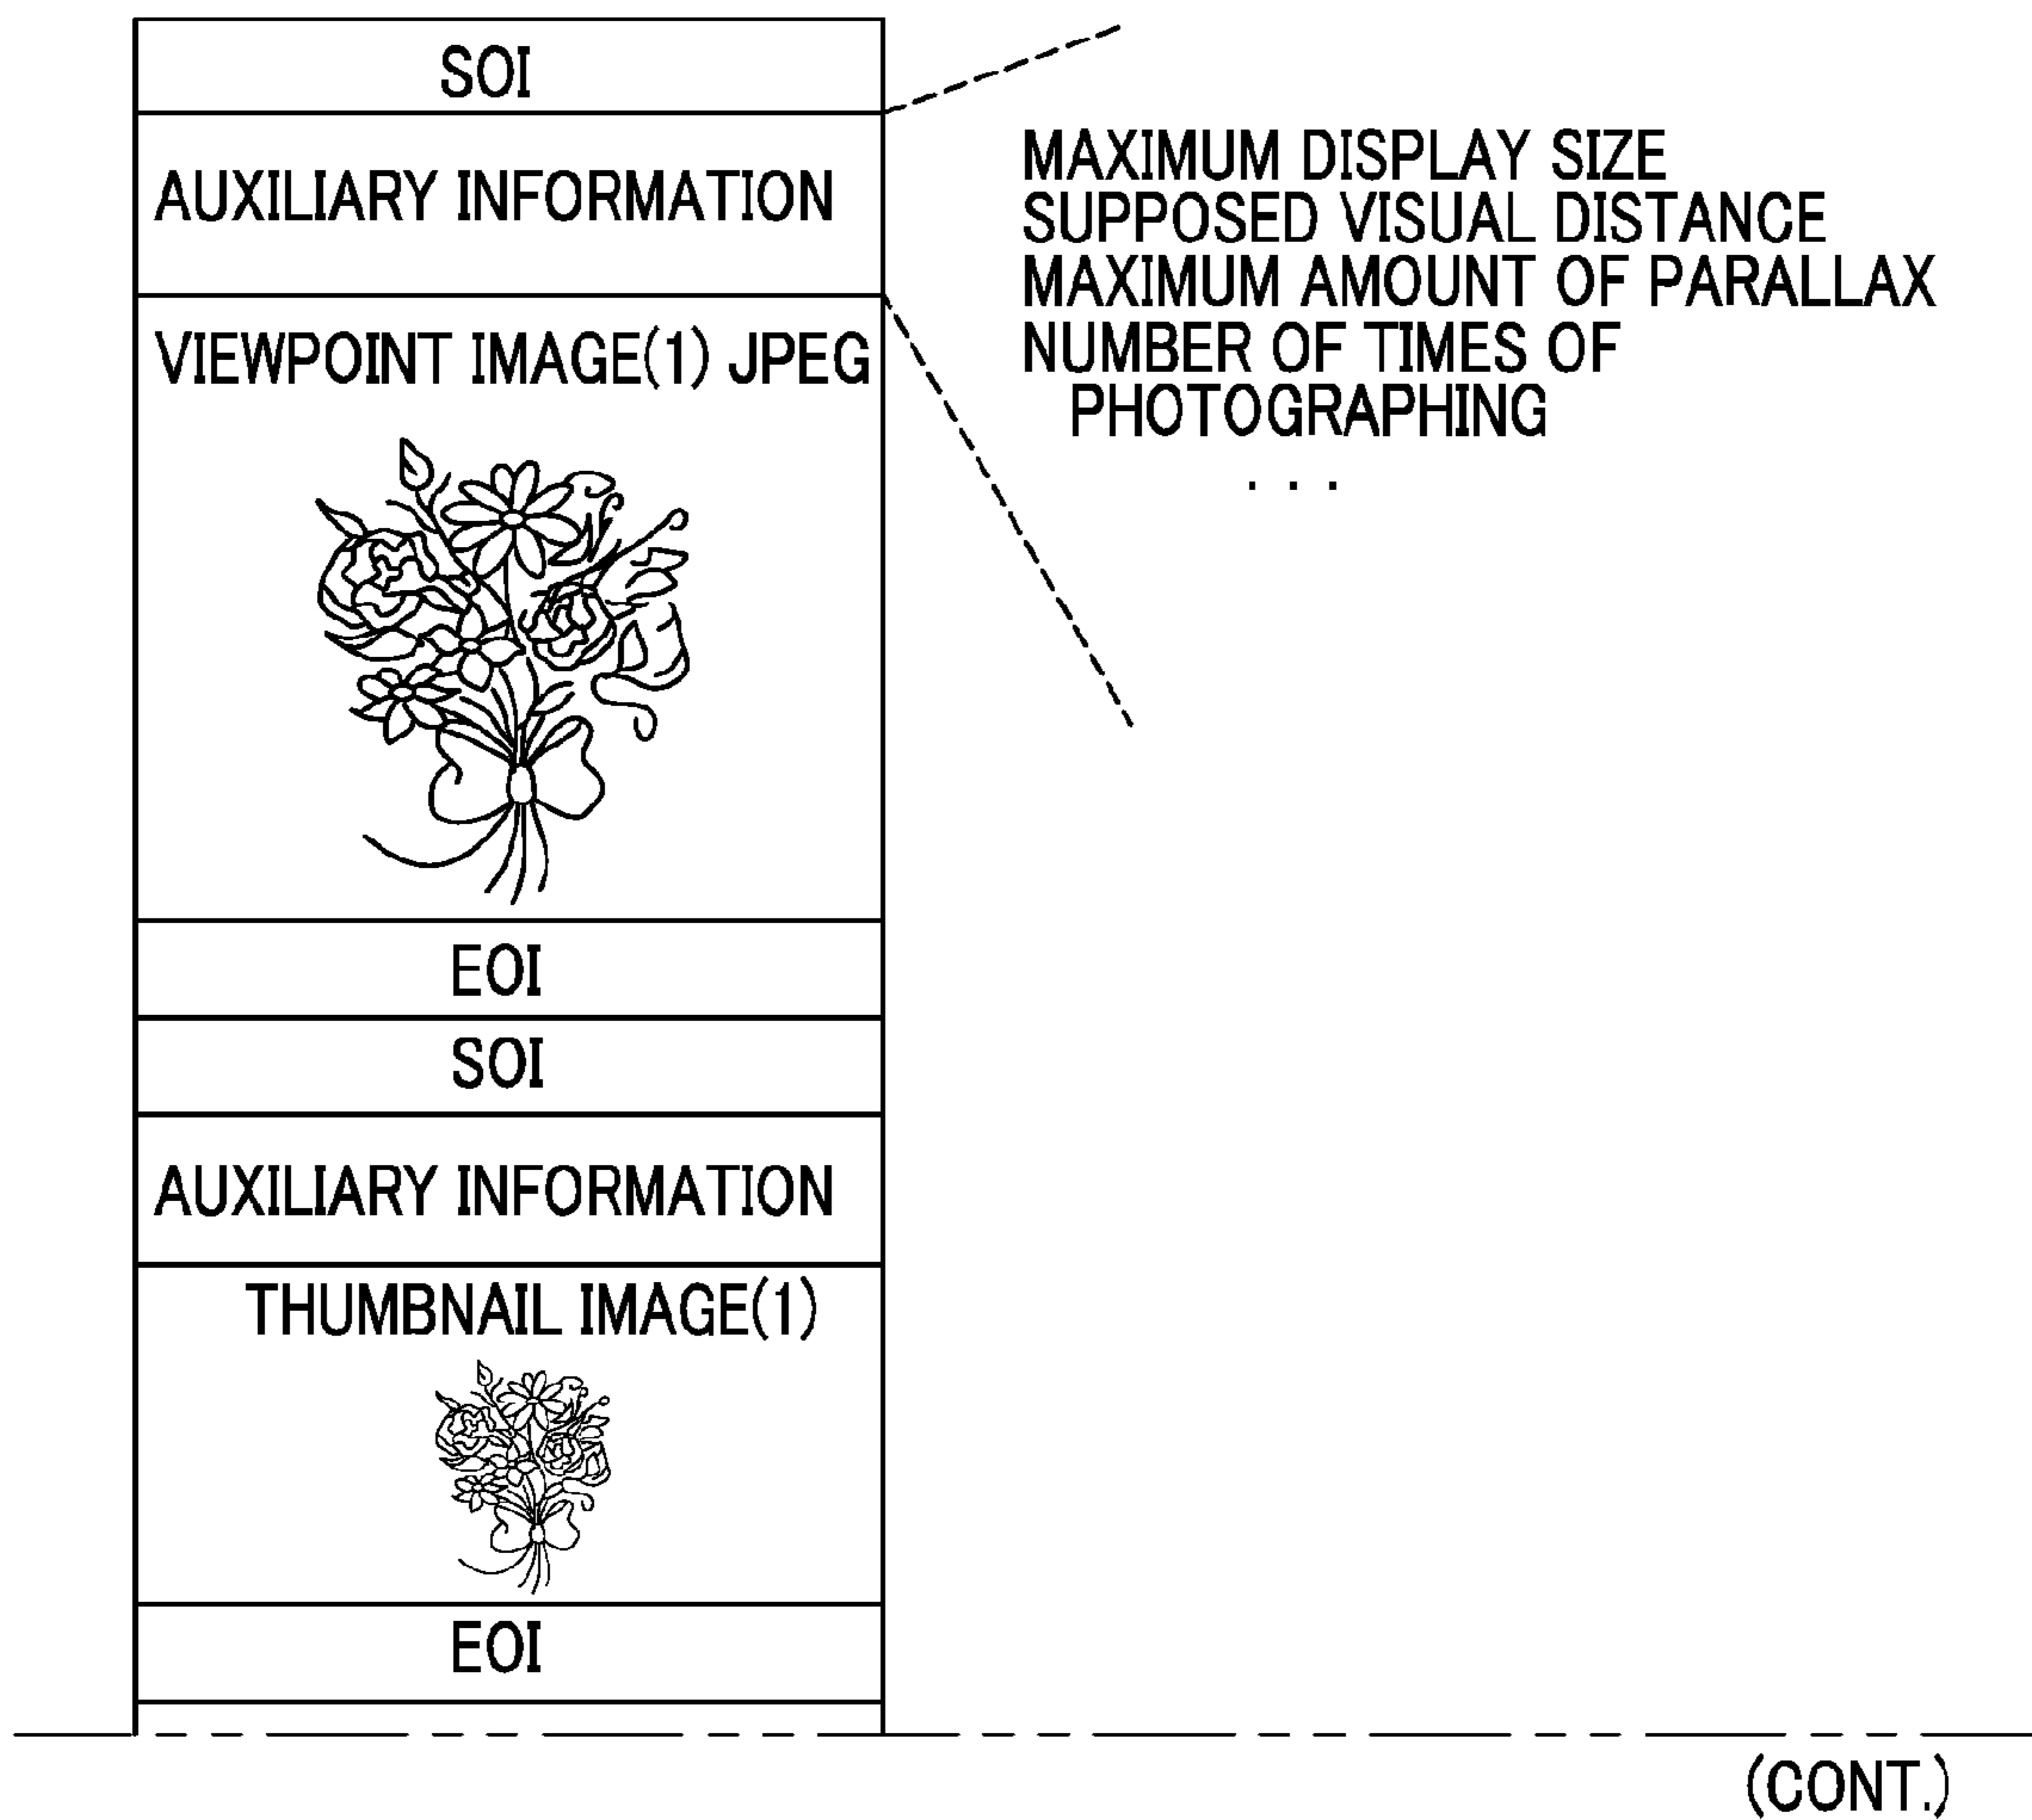 SOI
AUXILIARY INFORMATION
MAXIMUM DISPLAY SIZE
SUPPOSED VISUAL DISTANCE
MAXIMUM AMOUNT OF PARALLAX
NUMBER OF TIMES OF
PHOTOGRAPHING
. . .
VIEWPOINT IMAGE(1) JPEG
EOI
SOI
AUXILIARY INFORMATION
THUMBNAIL IMAGE(1)
EOI
(CONT.)